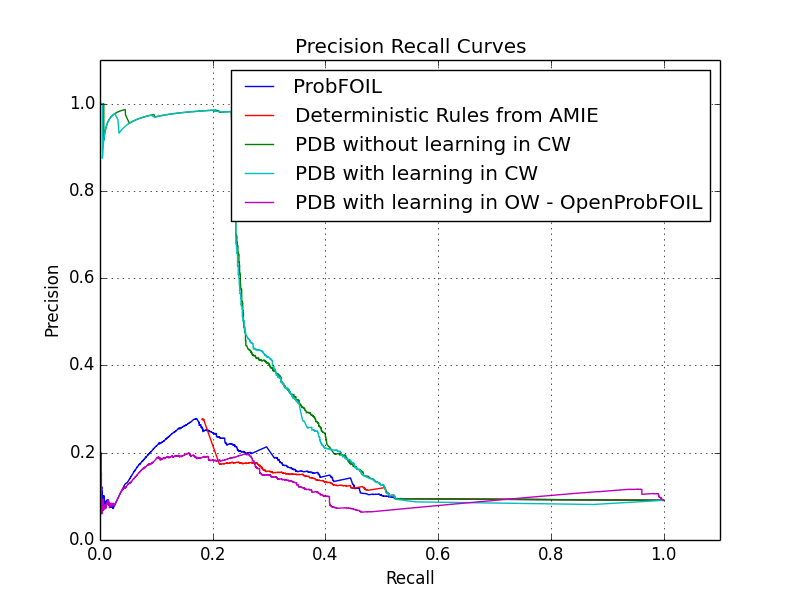 Precision Recall Curves
ProbFOIL
Deterministic Rules from AMIE
PDB without learning in CW
PDB with learning in CW
PDB with learning in OW - OpenProbFOIL
1.0
0.8
0.6
0.4
0.2
0.0
Precision
0.0 0.2 0.4 0.6 0.8 1.0
Recall